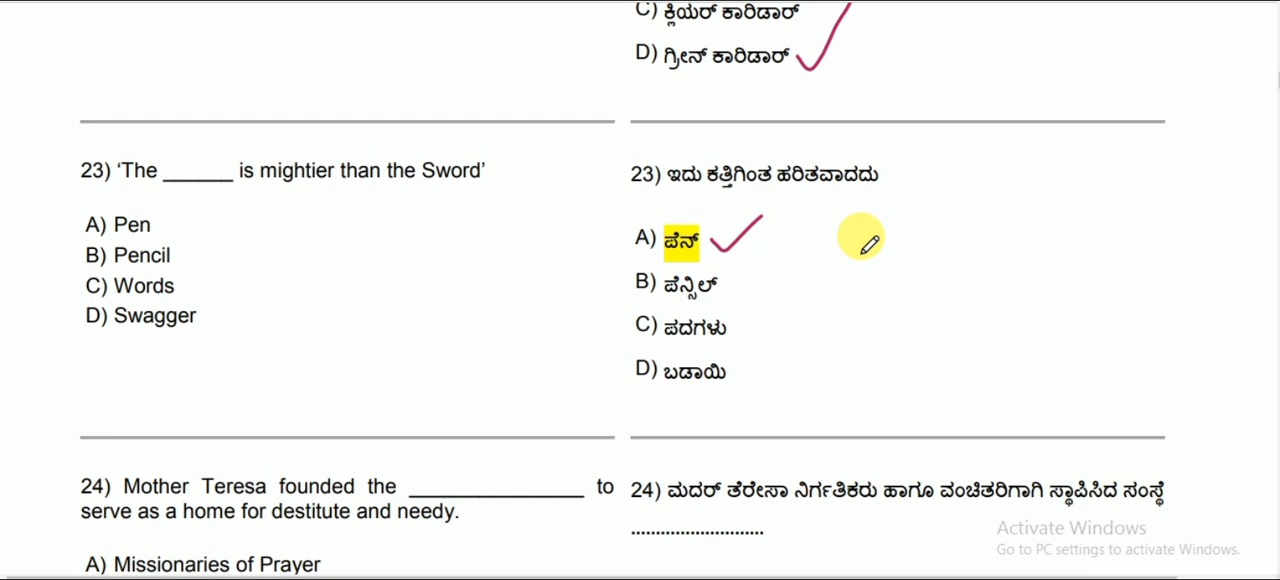 C) ಕ್ಲಿಯರ್ ಕಾರಿಡಾರ್
D) ಗ್ರೀನ್ ಕಾರಿಡಾರ್
23) ‘The ______ is mightier than the Sword’
A) Pen
B) Pencil
C) Words
D) Swagger
23) ಇದು ಕತ್ತಿಗಿಂತ ಹರಿತವಾದದು
A) ಪೆನ್
B) ಪೆನ್ಸಿಲ್
C) ಪದಗಳು
D) ಬಡಾಯಿ
24) Mother Teresa founded the ________________ to
serve as a home for destitute and needy.
A) Missionaries of Prayer
24) ಮದರ್ ತೆರೇಸಾ ನಿರ್ಗತಿಕರು ಹಾಗೂ ವಂಚಿತರಿಗಾಗಿ ಸ್ಥಾಪಿಸಿದ ಸಂಸ್ಥೆ
...........................
Activate Windows
Go to PC settings to activate Windows.